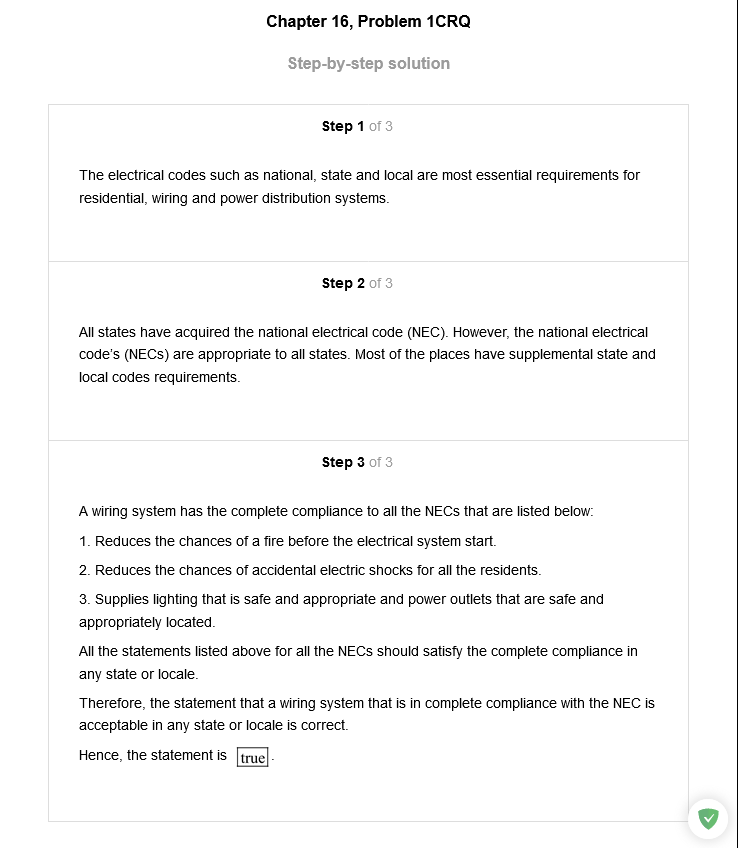 Chapter 16, Problem 1CRQ
Step-by-step solution
Step 1 of 3
The electrical codes such as national, state and local are most essential requirements for
residential, wiring and power distribution systems.
Step 2 of 3
All states have acquired the national electrical code (NEC). However, the national electrical
code's (NECs) are appropriate to all states. Most of the places have supplemental state and
local codes requirements.
Step 3 of 3
A wiring system has the complete compliance to all the NECs that are listed below:
1. Reduces the chances of a fire before the electrical system start.
2. Reduces the chances of accidental electric shocks for all the residents.
3. Supplies lighting that is safe and appropriate and power outlets that are safe and
appropriately located.
All the statements listed above for all the NECs should satisfy the complete compliance in
any state or locale.
Therefore, the statement that a wiring system that is in complete compliance with the NEC is
acceptable in any state or locale is correct.
Hence, the statement is true.